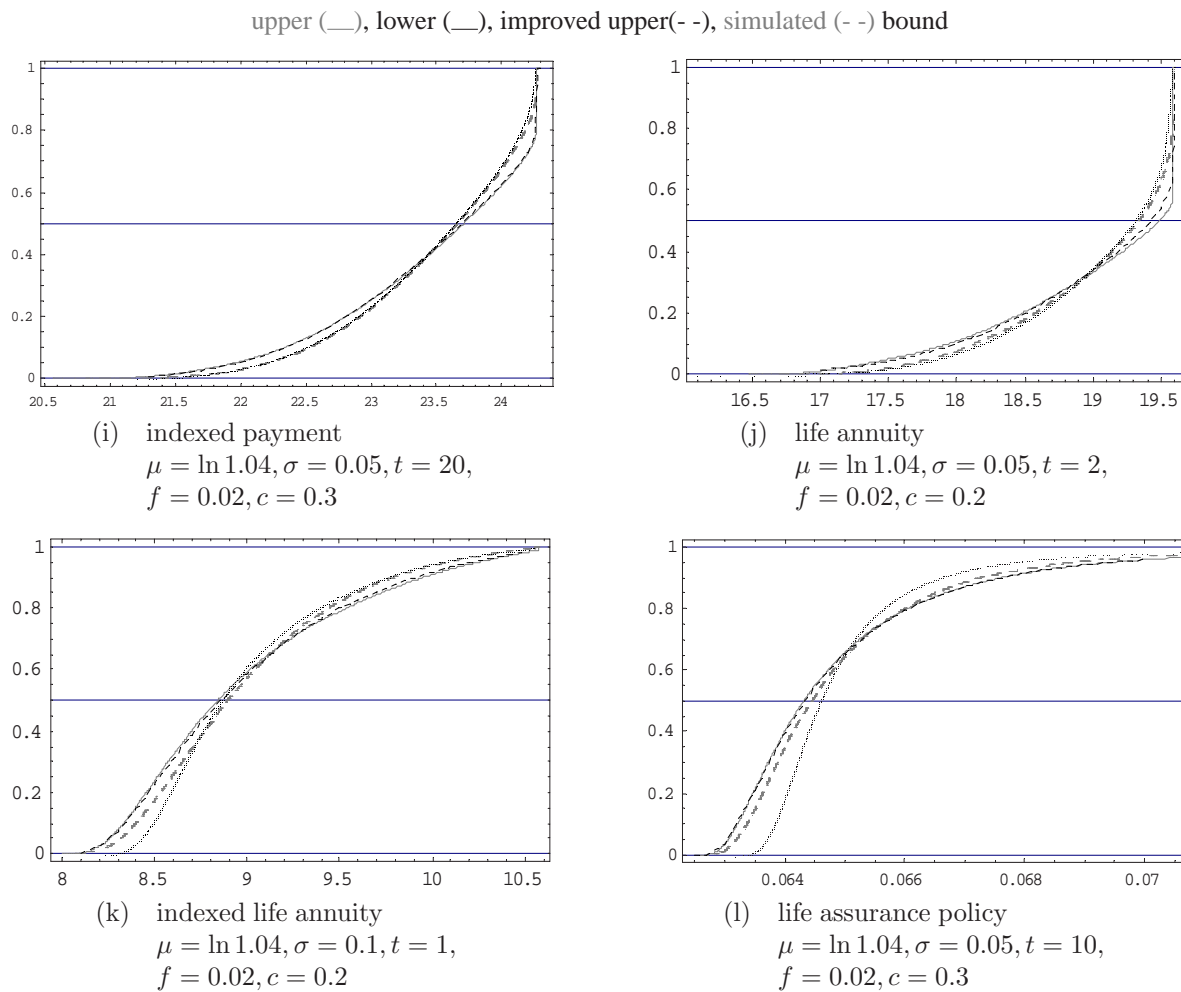 upper (__), lower (__), improved upper(- -), simulated (- -) bound
1
0.8
0.6
0.4
0.2
0
20.5 21 21.5 22 22.5 23 23.5 24
(i) indexed payment
μ = ln 1.04, σ = 0.05, t = 20,
f = 0.02, c = 0.3
1
0.8
0.6
0.4
0.2
0
16.5 17 17.5 18 18.5 19 19.5
(j) life annuity
μ = ln 1.04, σ = 0.05, t = 2,
f = 0.02, c = 0.2
1
0.8
0.6
0.4
0.2
0
8 8.5 9 9.5 10 10.5
(k) indexed life annuity
μ = ln 1.04, σ = 0.1, t = 1,
f = 0.02, c = 0.2
1
0.8
0.6
0.4
0.2
0
0.064 0.066 0.068 0.07
(l) life assurance policy
μ = ln 1.04, σ = 0.05, t = 10,
f = 0.02, c = 0.3